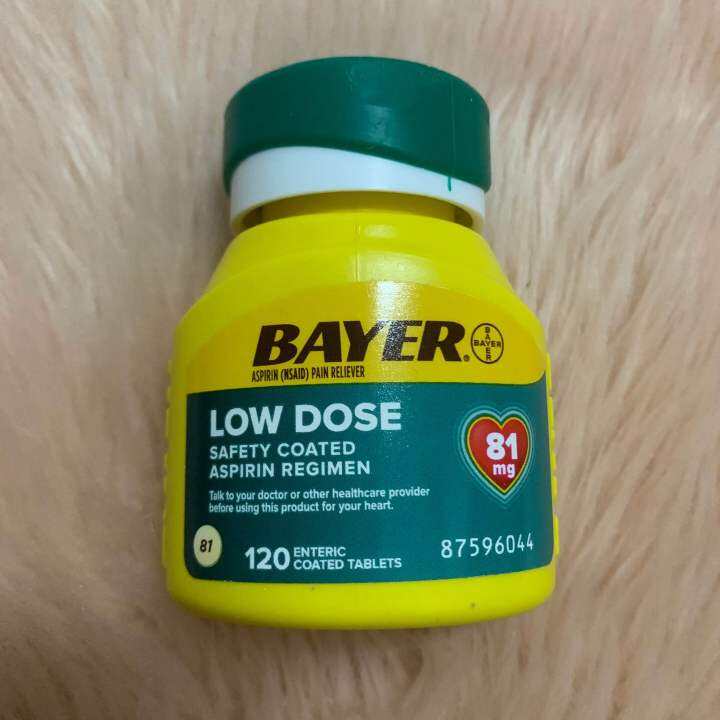 BAYER®
BAYER
BAYER
ASPIRIN (NSAID) PAIN RELIEVER
LOW DOSE
SAFETY COATED
ASPIRIN REGIMEN
81
mg
Talk to your doctor or other healthcare provider
before using this product for your heart.
81
120 ENTERIC
COATED TABLETS
87596044